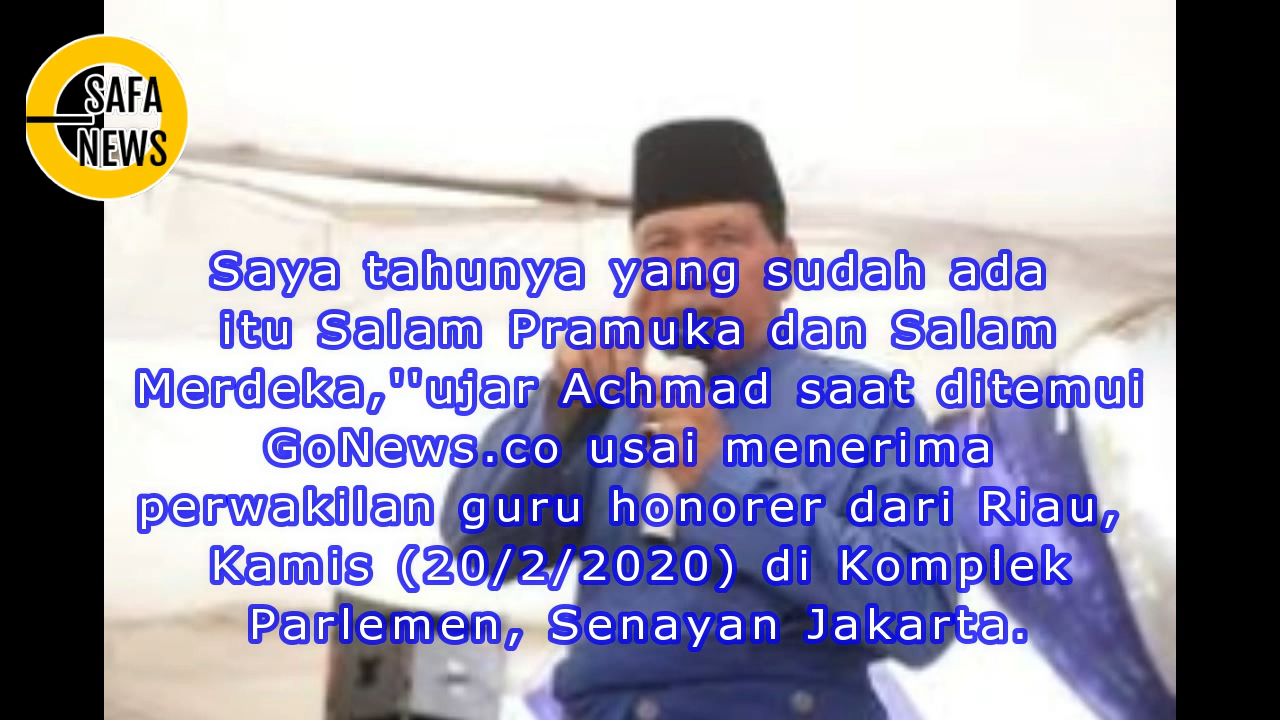 SAFA
NEWS
Saya tahunya yang sudah ada
itu Salam Pramuka dan Salam
Merdeka,''ujar Achmad saat ditemui
GoNews.co usai menerima
perwakilan guru honorer dari Riau,
Kamis (20/2/2020) di Komplek
Parlemen, Senayan Jakarta.